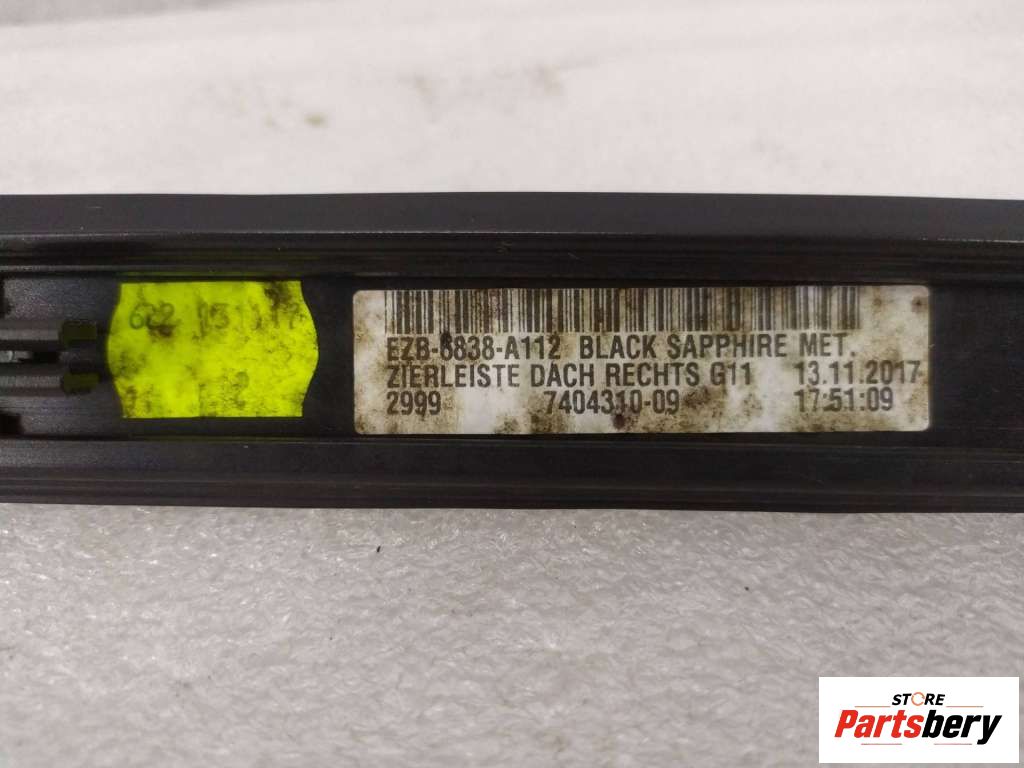 EZB-6838-A112 BLACK SAPPHIRE MET.
ZIERLEISTE DACH RECHTS G11 13.11.2017
2999 7404310-09 17:51:09
STORE
Partsbery